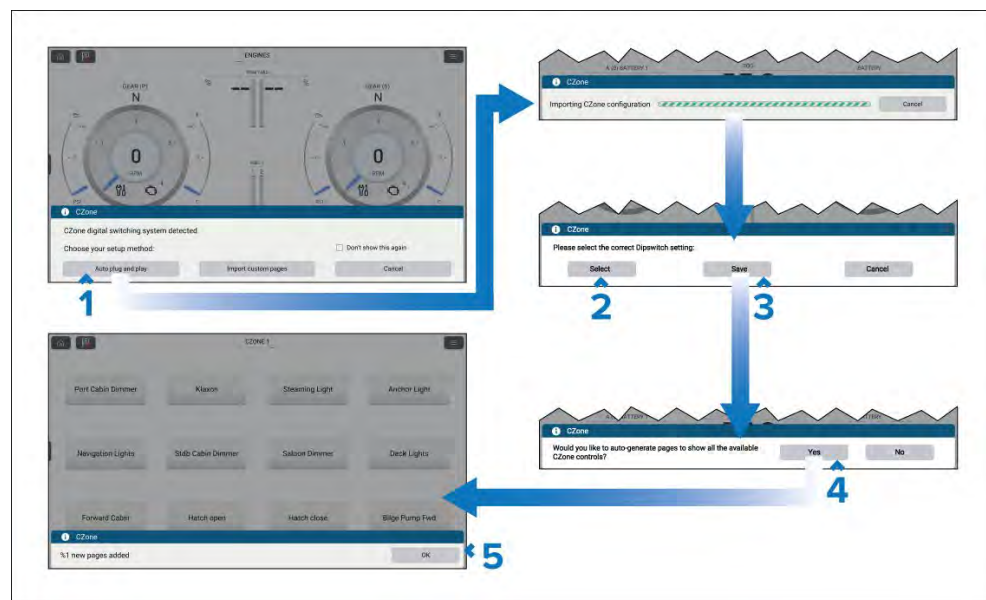 ENGINES
GEAR (P)
N
0
RPM
GEAR (S)
N
0
RPM
CZone
CZone digital switching system detected
Choose your setup method:
Don't show this again
Auto plug and play
Import custom pages
Cancel
1
CZone
Importing CZone configuration
Cancel
CZone
Please select the correct Dipswitch setting:
Select
Save
Cancel
2
3
CZone
Would you like to auto-generate pages to show all the available
CZone controls?
Yes
No
4
CZONE 1
Port Cabin Dimmer
Klaxon
Steaming Light
Anchor Light
Navigation Lights
Stbd Cabin Dimmer
Saloon Dimmer
Deck Lights
Forward Cabin
Hatch open
Hatch close
Bilge Pump Fwd
CZone
%1 new pages added
OK
5